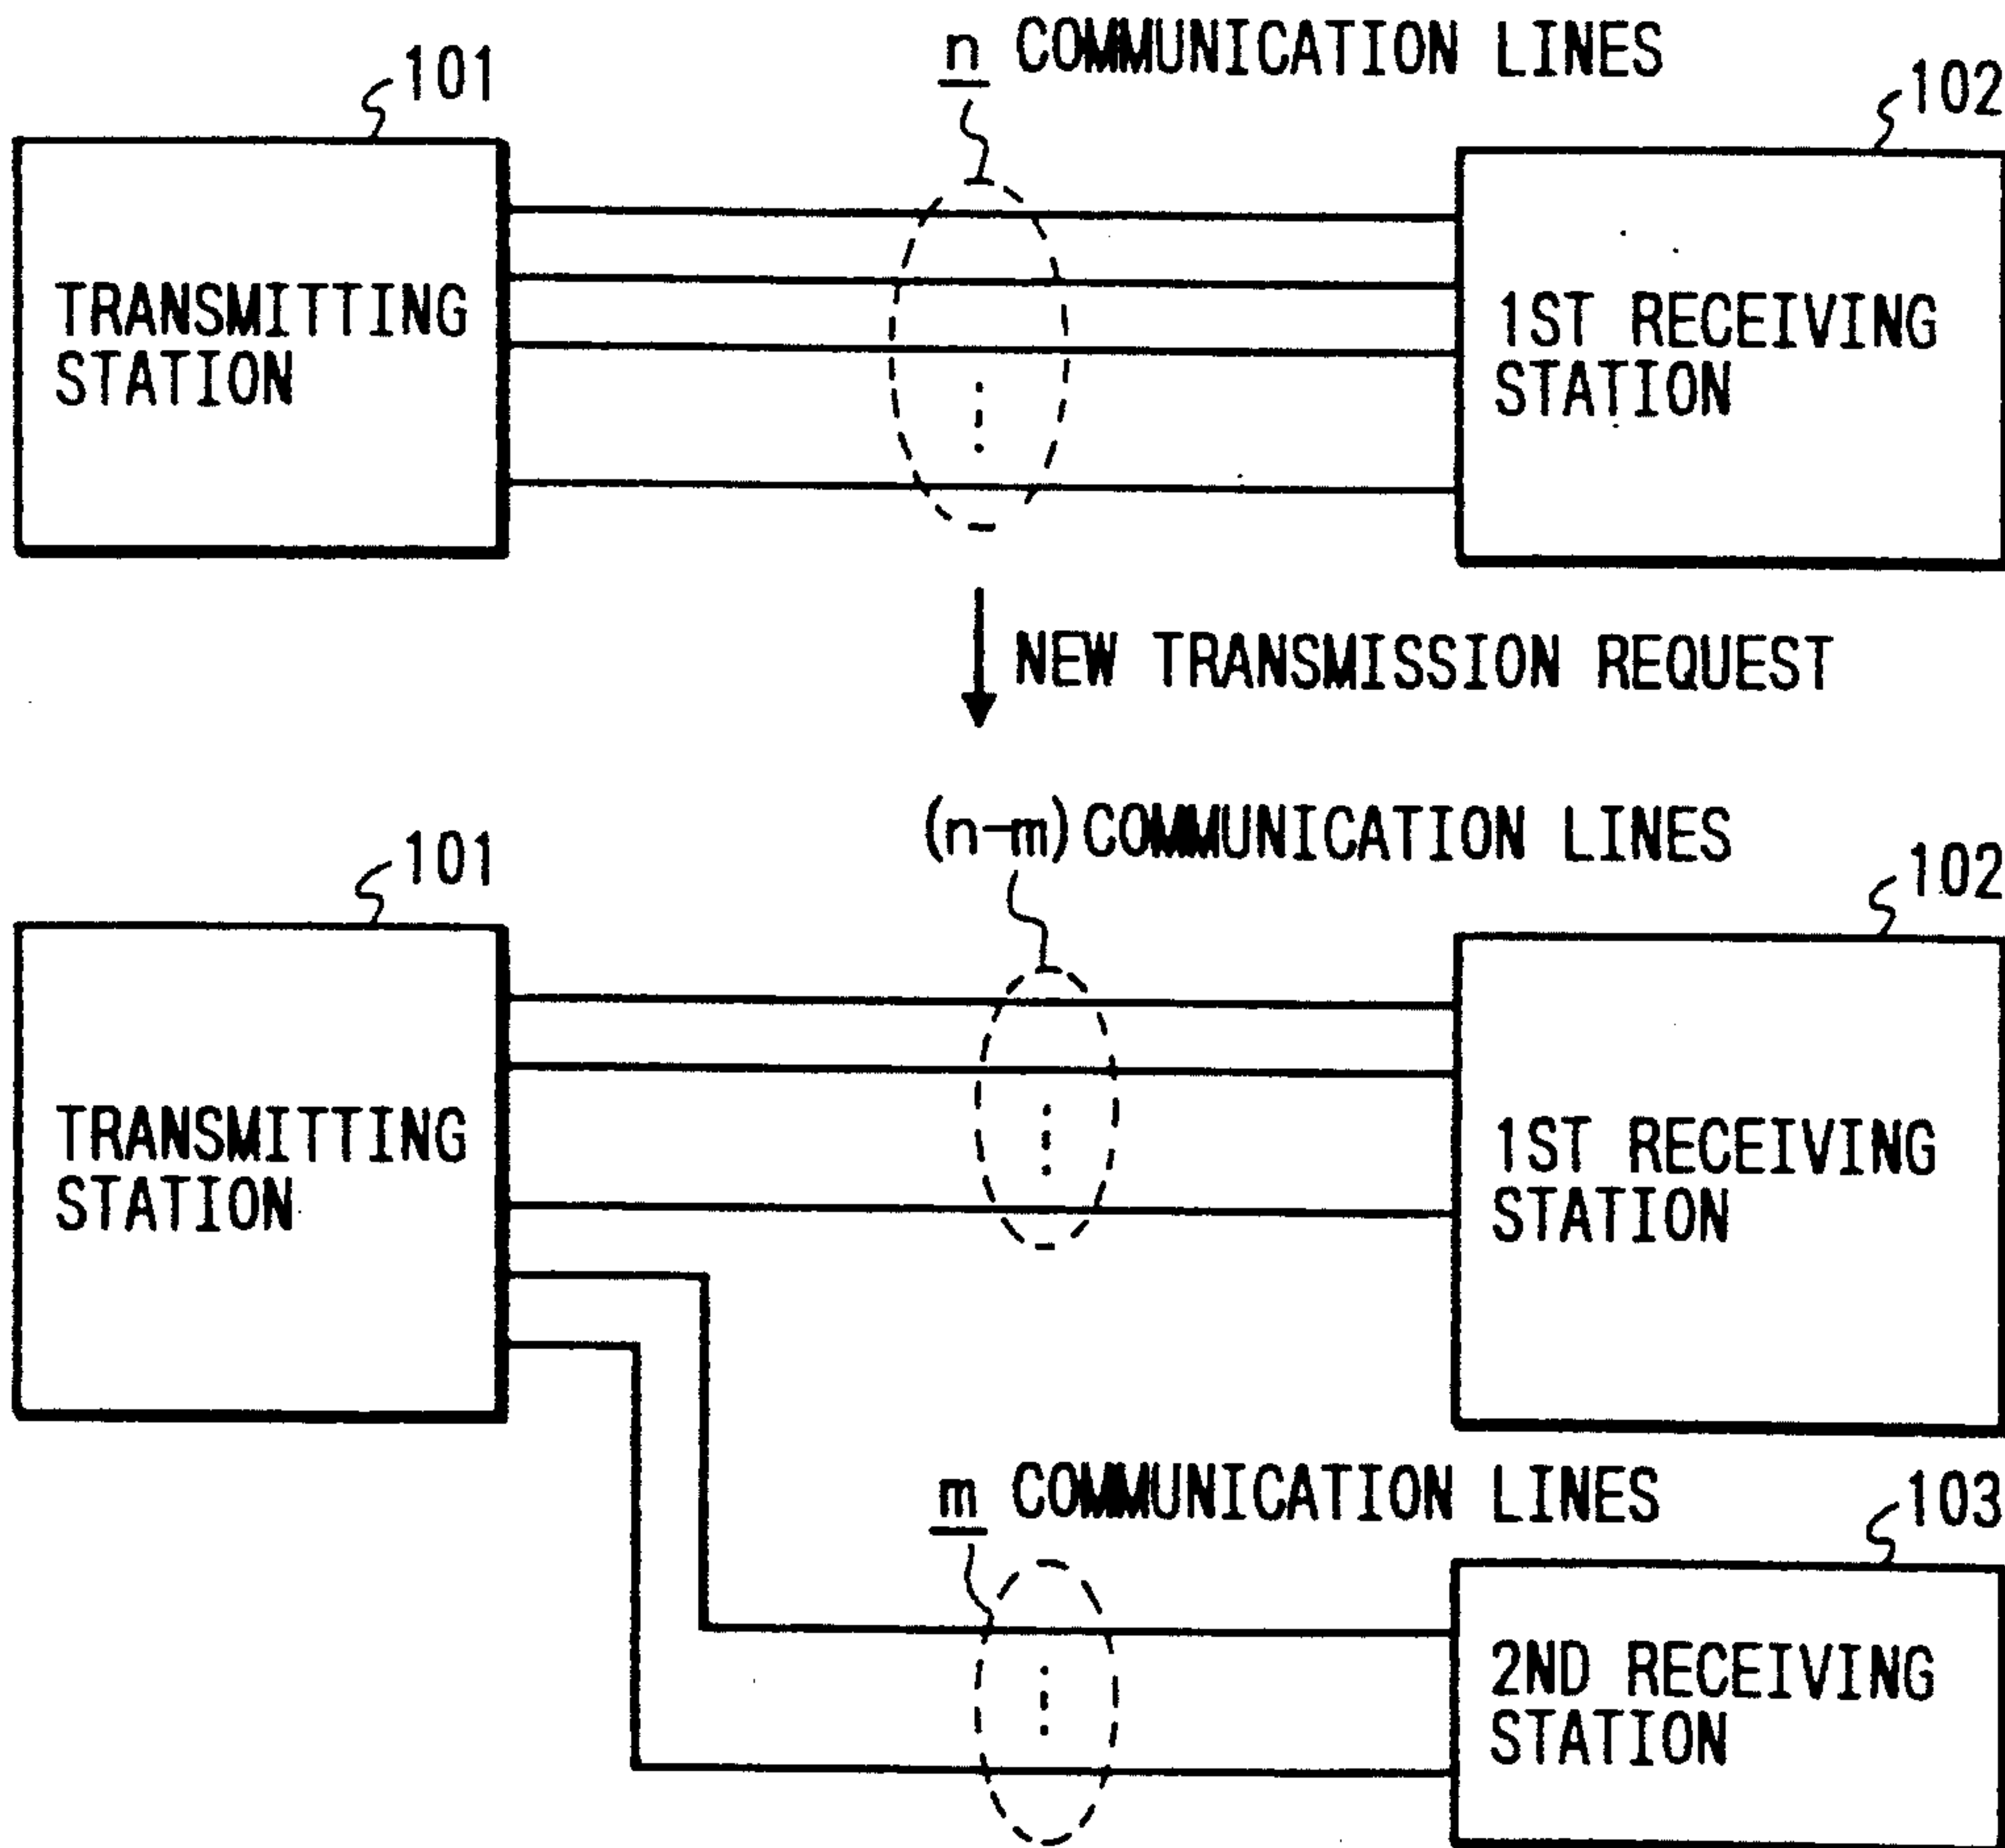 n COMMUNICATION LINES
101
102
TRANSMITTING
STATION
1ST RECEIVING
STATION
NEW TRANSMISSION REQUEST
(n-m) COMMUNICATION LINES
101
102
TRANSMITTING
STATION
1ST RECEIVING
STATION
m COMMUNICATION LINES
103
2ND RECEIVING
STATION